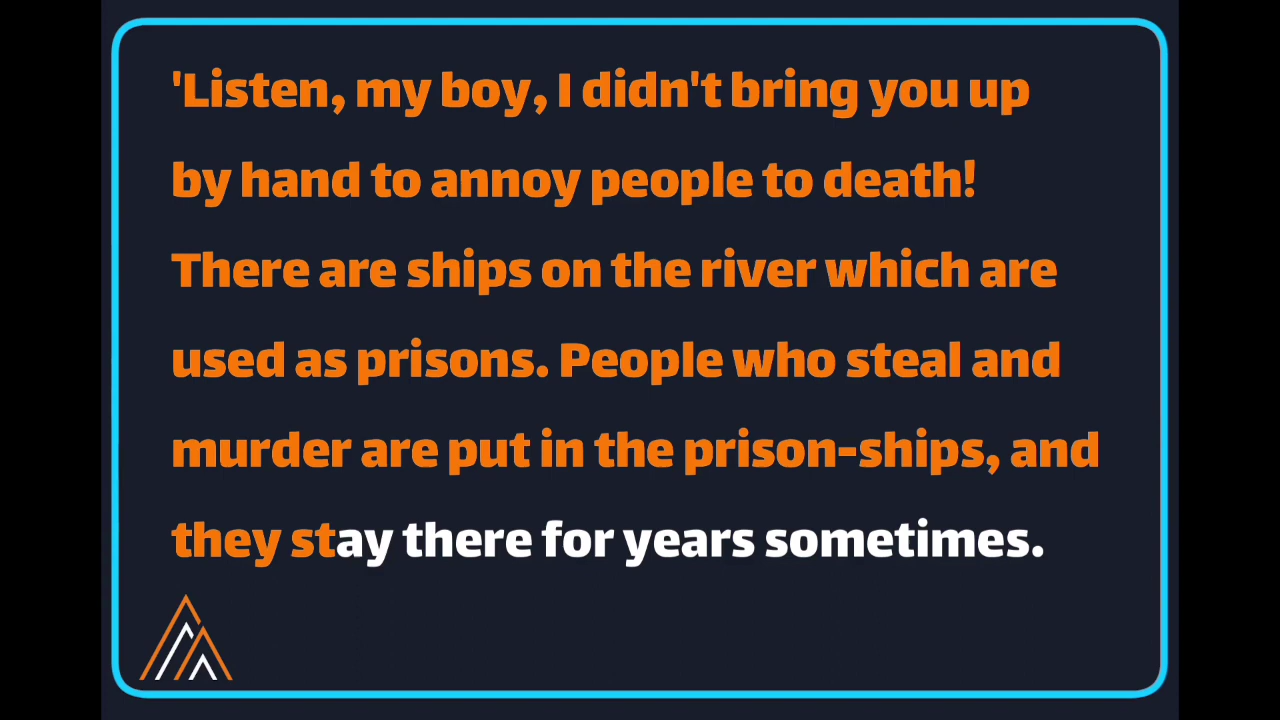 'Listen, my boy, I didn't bring you up
by hand to annoy people to death!
There are ships on the river which are
used as prisons. People who steal and
murder are put in the prison-ships, and
they stay there for years sometimes.